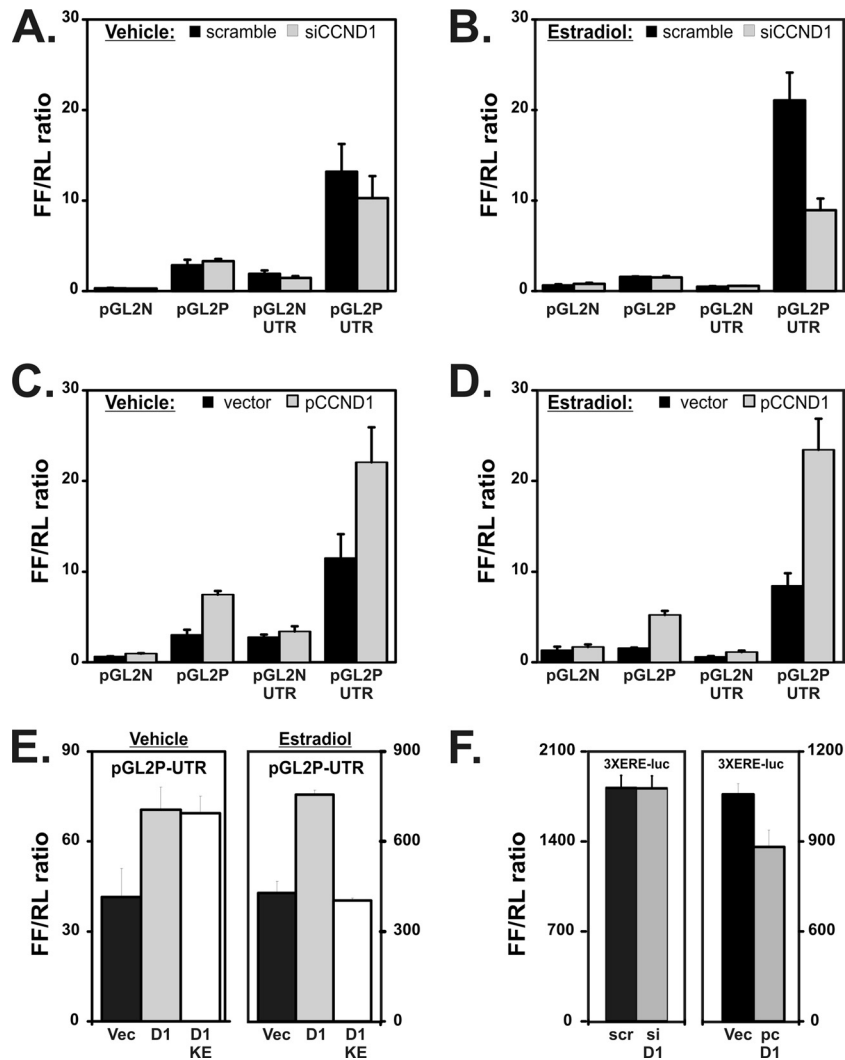 A.
Vehicle: scramble siCCND1
FF/RL ratio
30
20
10
0
pGL2N pGL2P pGL2N UTR pGL2P UTR
B.
Estradiol: scramble siCCND1
FF/RL ratio
30
20
10
0
pGL2N pGL2P pGL2N UTR pGL2P UTR
C.
Vehicle: vector pCCND1
FF/RL ratio
30
20
10
0
pGL2N pGL2P pGL2N UTR pGL2P UTR
D.
Estradiol: vector pCCND1
FF/RL ratio
30
20
10
0
pGL2N pGL2P pGL2N UTR pGL2P UTR
E.
Vehicle
pGL2P-UTR
FF/RL ratio
90
60
30
0
Vec D1 D1 KE
Estradiol
pGL2P-UTR
900
600
300
0
Vec D1 D1 KE
F.
3XERE-luc
FF/RL ratio
2100
1400
700
0
scr si D1
3XERE-luc
1200
900
600
0
Vec pc D1